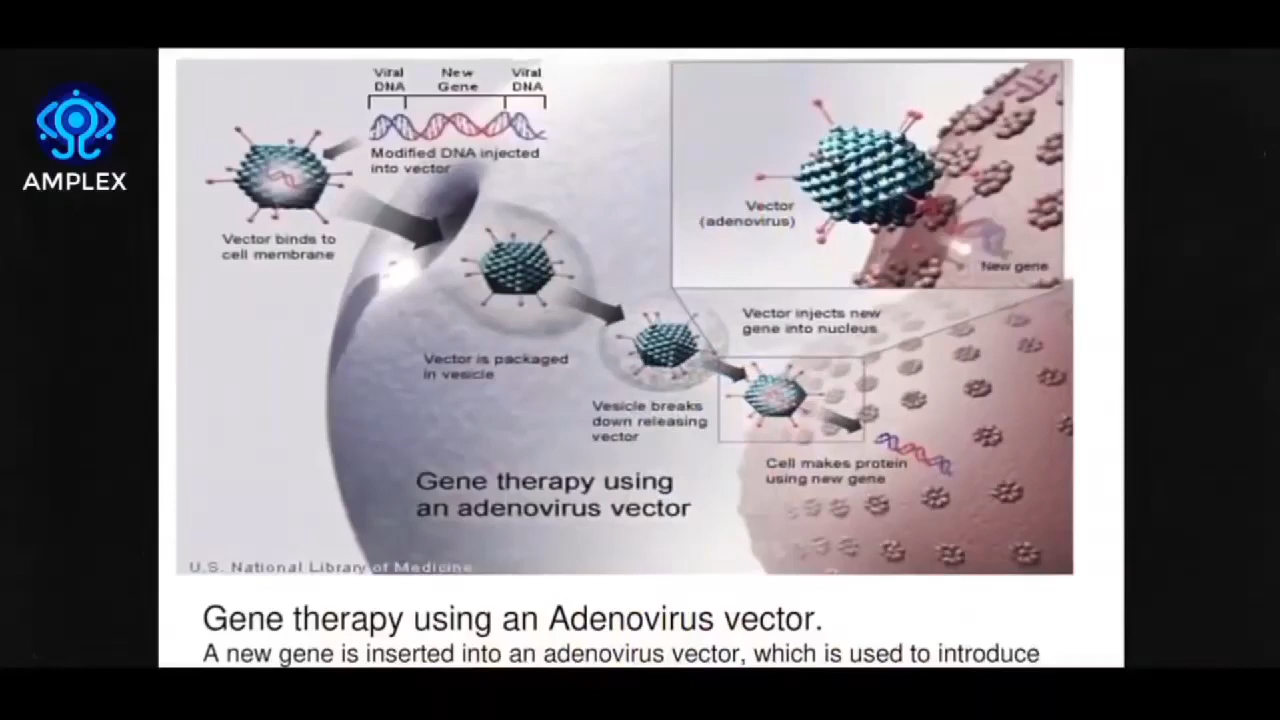 AMPLEX
Viral
DNA
New
Gene
Viral
DNA
Modified DNA injected
into vector
Vector binds to
cell membrane
Vector is packaged
in vesicle
Vesicle breaks
down releasing
vector
Vector
(adenovirus)
New gene
Vector injects new
gene into nucleus
Cell makes protein
using new gene
Gene therapy using
an adenovirus vector
U.S. National Library of Medicine
Gene therapy using an Adenovirus vector.
A new gene is inserted into an adenovirus vector, which is used to introduce